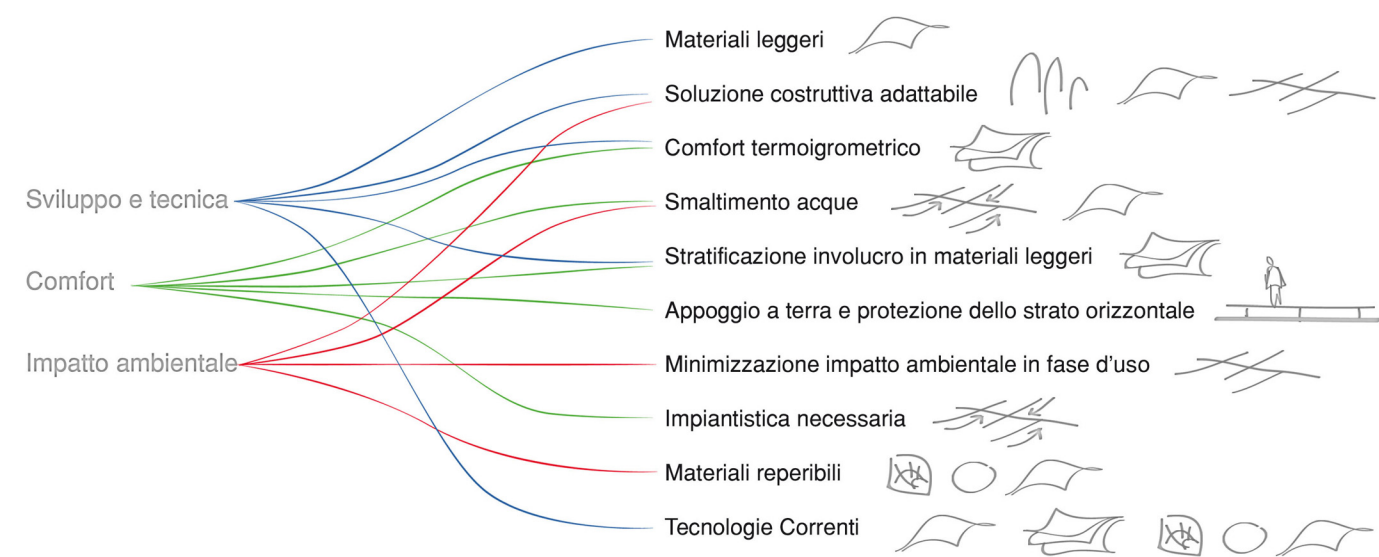 Materiali leggeri
Soluzione costruttiva adattabile
Comfort termoigrometrico
Sviluppo e tecnica
Smaltimento acque
Stratificazione involucro in materiali leggeri
Comfort
Appoggio a terra e protezione dello strato orizzontale
Impatto ambientale
Minimizzazione impatto ambientale in fase d'uso
Impiantistica necessaria
Materiali reperibili
Tecnologie Correnti